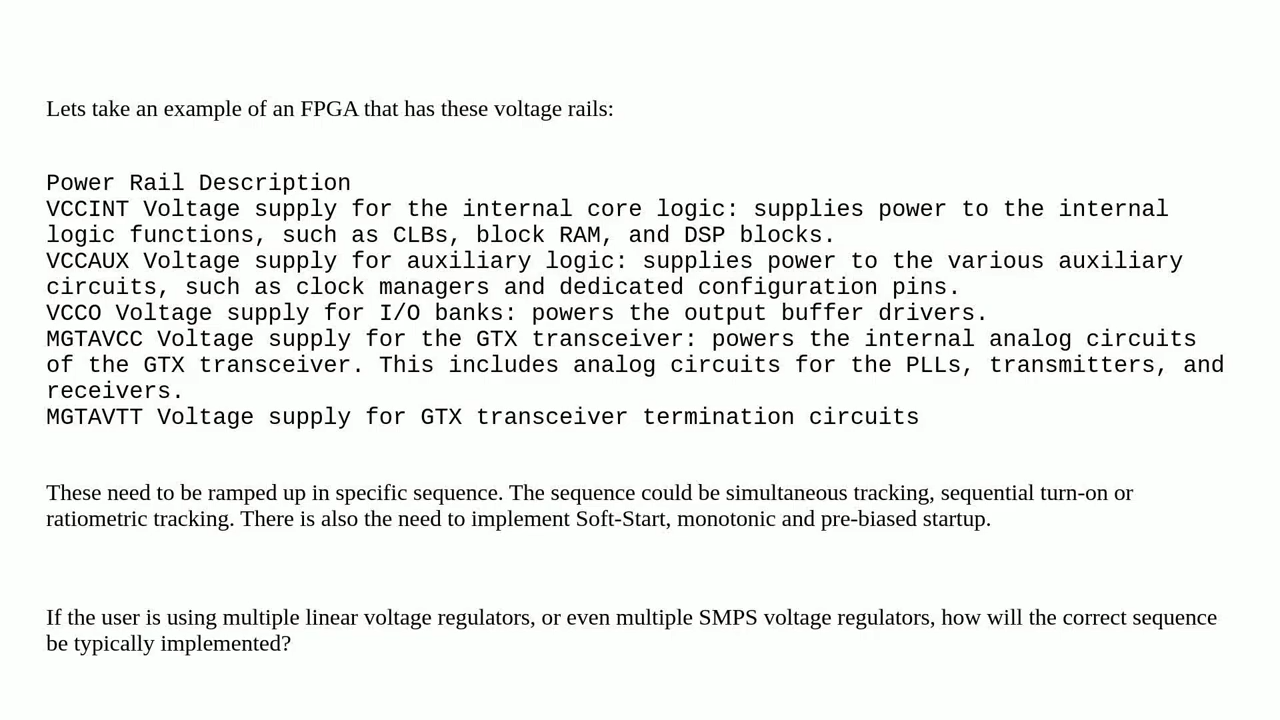 Lets take an example of an FPGA that has these voltage rails:
Power Rail Description
VCCINT Voltage supply for the internal core logic: supplies power to the internal
logic functions, such as CLBs, block RAM, and DSP blocks.
VCCAUX Voltage supply for auxiliary logic: supplies power to the various auxiliary
circuits, such as clock managers and dedicated configuration pins.
VCCO Voltage supply for I/O banks: powers the output buffer drivers.
MGTAVCC Voltage supply for the GTX transceiver: powers the internal analog circuits
of the GTX transceiver. This includes analog circuits for the PLLs, transmitters, and
receivers.
MGTAVTT Voltage supply for GTX transceiver termination circuits
These need to be ramped up in specific sequence. The sequence could be simultaneous tracking, sequential turn-on or
ratiometric tracking. There is also the need to implement Soft-Start, monotonic and pre-biased startup.
If the user is using multiple linear voltage regulators, or even multiple SMPS voltage regulators, how will the correct sequence
be typically implemented?